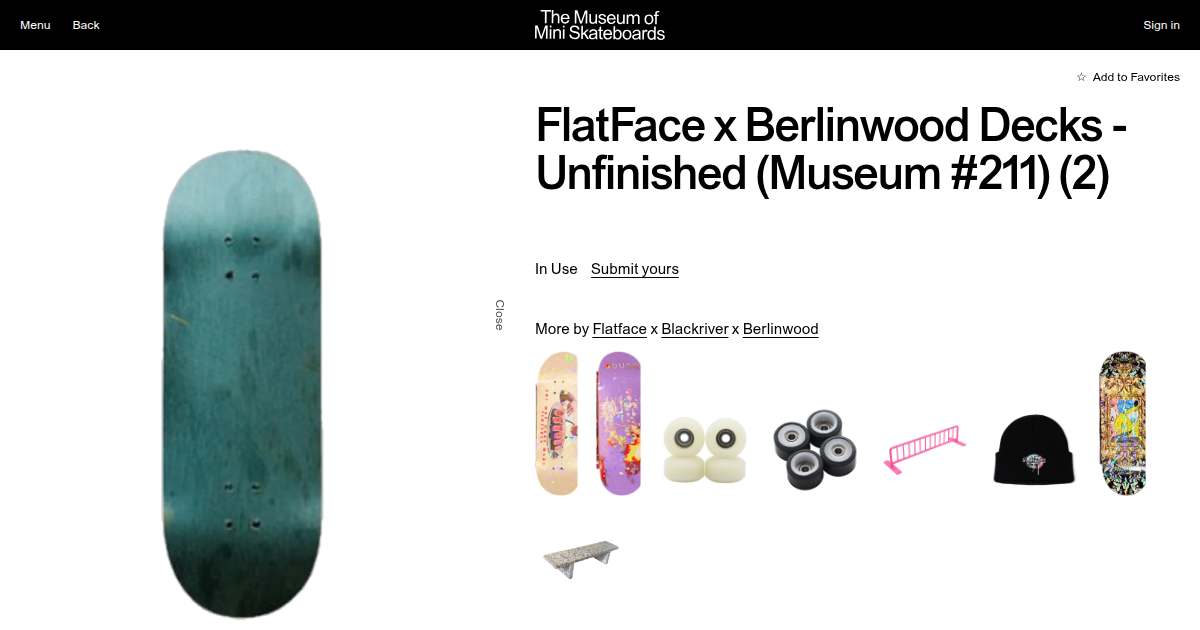 Menu
Back
The Museum of
Mini Skateboards
Sign in
☆ Add to Favorites
FlatFace x Berlinwood Decks -
Unfinished (Museum #211) (2)
In Use
Submit yours
Close
More by Flatface x Blackriver x Berlinwood